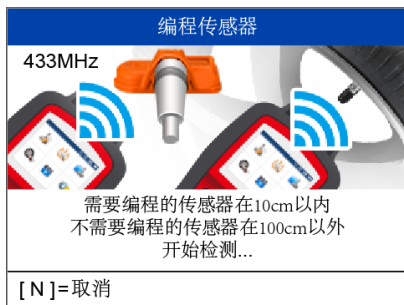 编程传感器
433MHz
需要编程的传感器在10cm以内
不需要编程的传感器在100cm以外
开始检测...
[ N ]=取消